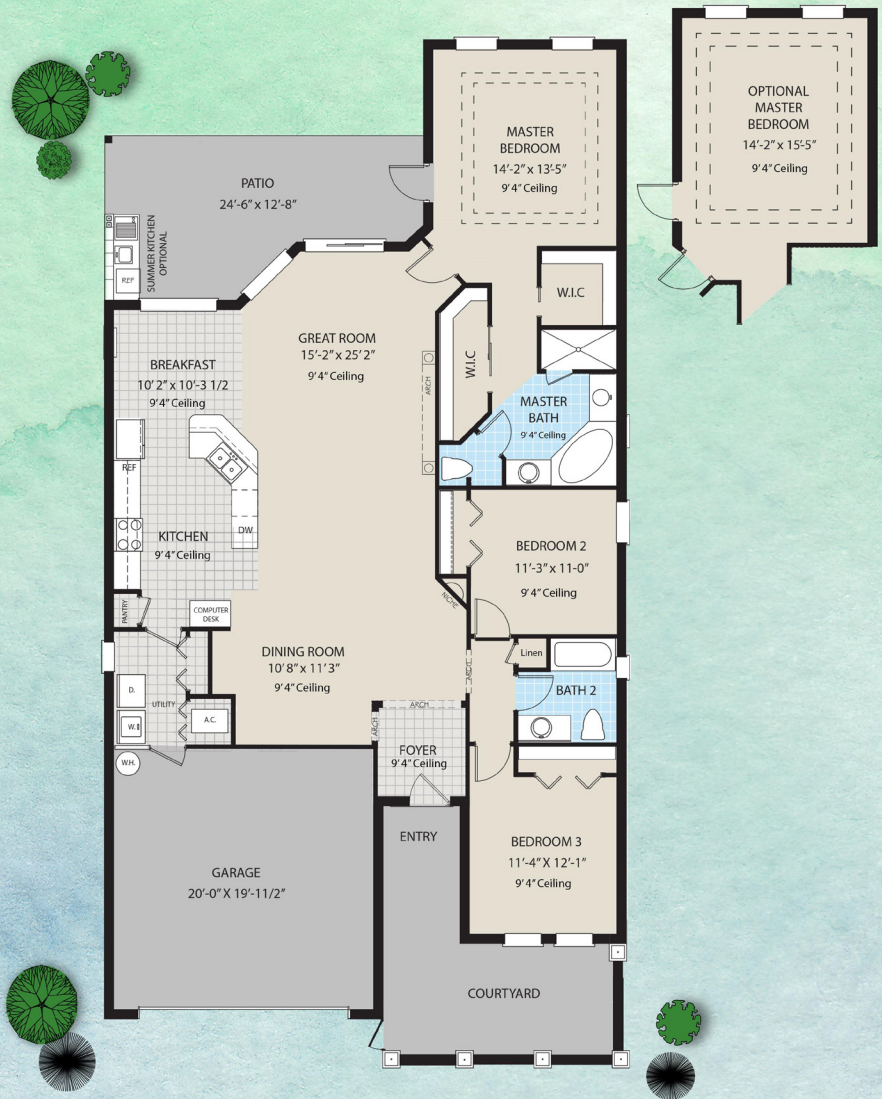 MASTER
BEDROOM
14'-2" x 13'-5"
9'4" Ceiling
OPTIONAL
MASTER
BEDROOM
14'-2" x 15'-5"
9'4" Ceiling
PATIO
24'-6" x 12'-8"
SUMMER KITCHEN
OPTIONAL
REF
W.I.C
GREAT ROOM
15'-2" x 25'2"
9'4" Ceiling
ARCH
W.I.C
BREAKFAST
10'2" x 10'-3 1/2
9'4" Ceiling
MASTER
BATH
9'4" Ceiling
REF
DW
KITCHEN
9'4" Ceiling
BEDROOM 2
11'-3" x 11-0"
9'4" Ceiling
NICHE
PANTRY
COMPUTER
DESK
DINING ROOM
10'8" x 11'3"
9'4" Ceiling
ARCH
Linen
BATH 2
D.
UTILITY
W.
A.C.
ARCH
ARCH
FOYER
9'4" Ceiling
W.H.
ENTRY
BEDROOM 3
11'-4" X 12'-1"
9'4" Ceiling
GARAGE
20'-0" X 19'-11/2"
COURTYARD